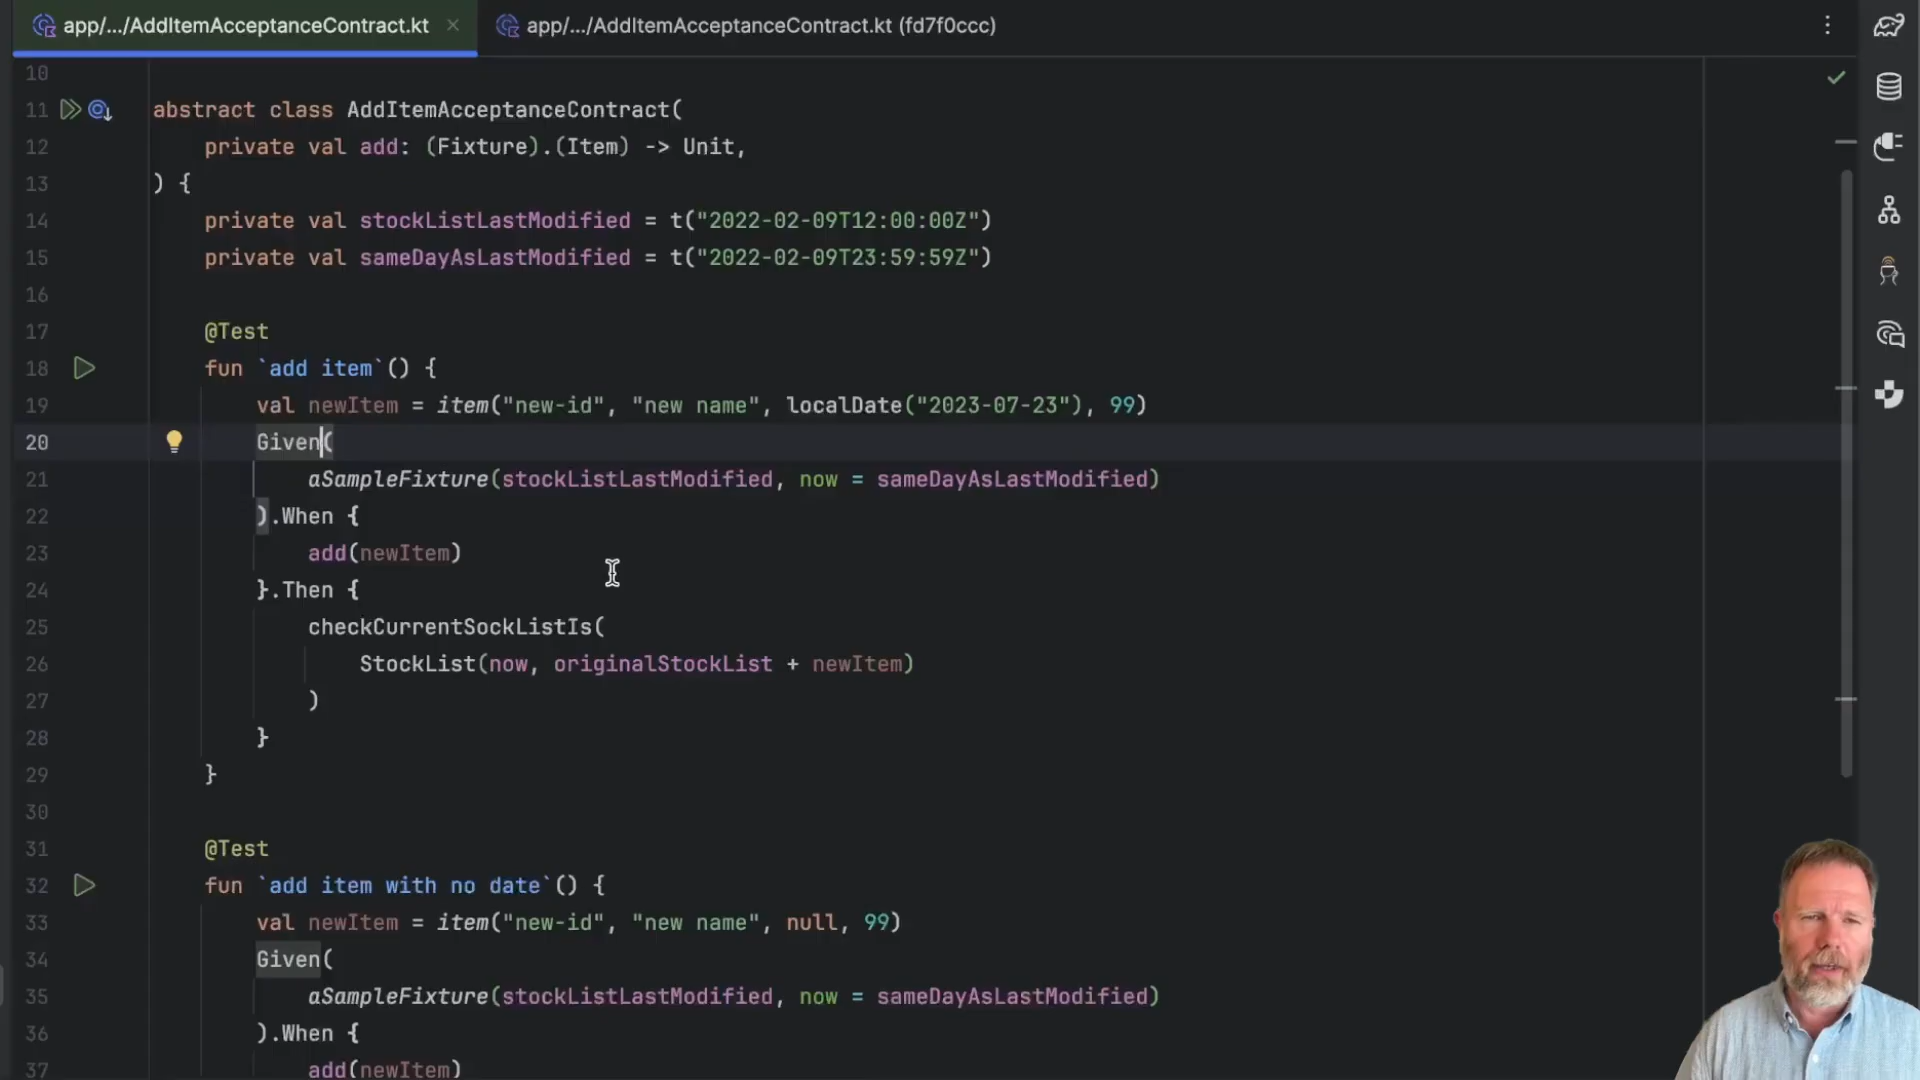 app/.../AddItemAcceptanceContract.kt
app/.../AddItemAcceptanceContract.kt (fd7f0ccc)
10
11 abstract class AddItemAcceptanceContract(
12 private val add: (Fixture).(Item) -> Unit,
13 ) {
14 private val stockListLastModified = t("2022-02-09T12:00:00Z")
15 private val sameDayAsLastModified = t("2022-02-09T23:59:59Z")
16
17 @Test
18 fun `add item`() {
19 val newItem = item("new-id", "new name", localDate("2023-07-23"), 99)
20 Given(
21 aSampleFixture(stockListLastModified, now = sameDayAsLastModified)
22 ).When {
23 add(newItem)
24 }.Then {
25 checkCurrentSockListIs(
26 StockList(now, originalStockList + newItem)
27 )
28 }
29 }
30
31 @Test
32 fun `add item with no date`() {
33 val newItem = item("new-id", "new name", null, 99)
34 Given(
35 aSampleFixture(stockListLastModified, now = sameDayAsLastModified)
36 ).When {
37 add(newItem)